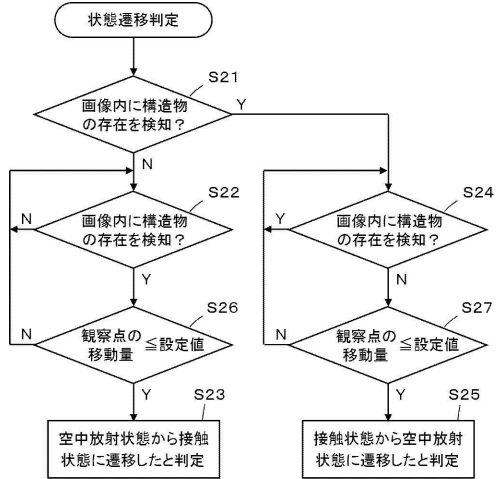 状態遷移判定
S21
画像内に構造物
の存在を検知？
Y
N
S22
画像内に構造物
の存在を検知？
N
Y
S24
画像内に構造物
の存在を検知？
Y
N
S26
観察点の
移動量
≦設定値
N
Y
S27
観察点の
移動量
≦設定値
N
Y
S23
空中放射状態から接触
状態に遷移したと判定
S25
接触状態から空中放射
状態に遷移したと判定